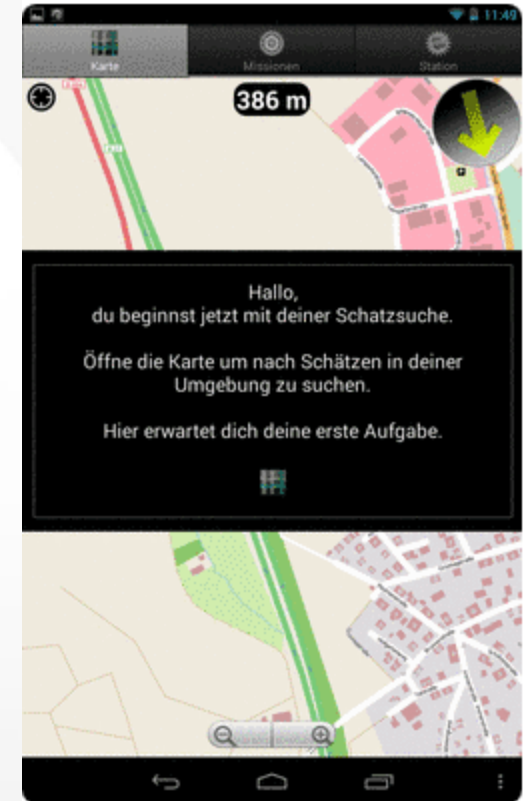 11:49
Karte
Missionen
Station
386 m
Hallo,
du beginnst jetzt mit deiner Schatzsuche.
Öffne die Karte um nach Schätzen in deiner
Umgebung zu suchen.
Hier erwartet dich deine erste Aufgabe.